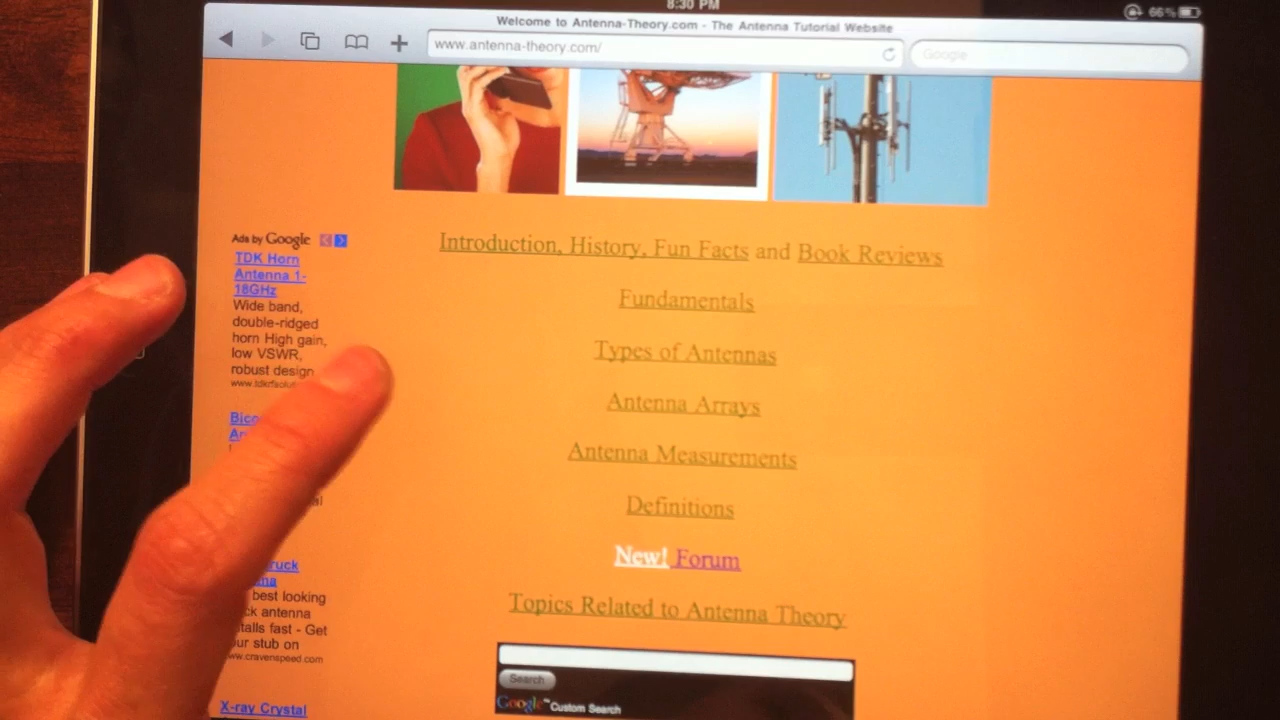 8:30 PM
66%
Welcome to Antenna-Theory.com - The Antenna Tutorial Website
www.antenna-theory.com/
Google
Ads by Google
TDK Horn
Antenna 1-
18GHz
Wide band,
double-ridged
horn High gain,
low VSWR,
robust design
best looking
antenna
- Get
stub on
www.cravenspeed.com
X-ray Crystal
Introduction, History, Fun Facts and Book Reviews
Fundamentals
Types of Antennas
Antenna Arrays
Antenna Measurements
Definitions
New! Forum
Topics Related to Antenna Theory
Search
Google™ Custom Search